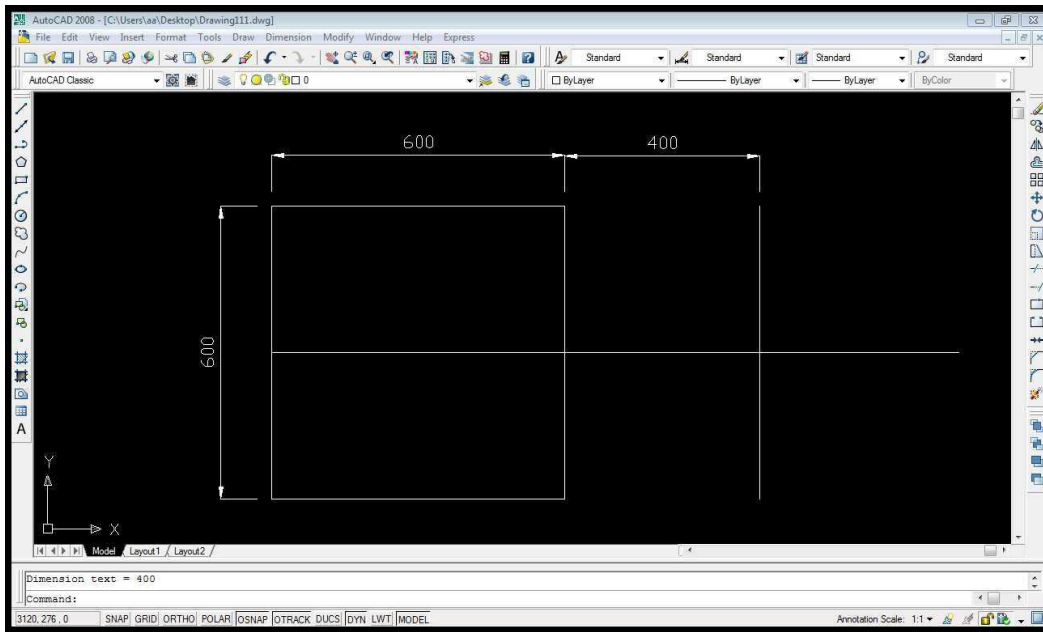 AutoCAD 2008 - [C:\Users\aa\Desktop\Drawing111.dwg]
File Edit View Insert Format Tools Draw Dimension Modify Window Help Express
Standard Standard Standard Standard
AutoCAD Classic 0 ByLayer ByLayer ByLayer ByColor
600 400
600
Y
X
A
Model Layout1 Layout2
Dimension text = 400
Command:
3120, 276 , 0 SNAP GRID ORTHO POLAR OSNAP OTRACK DUCS DYN LWT MODEL Annotation Scale: 1:1